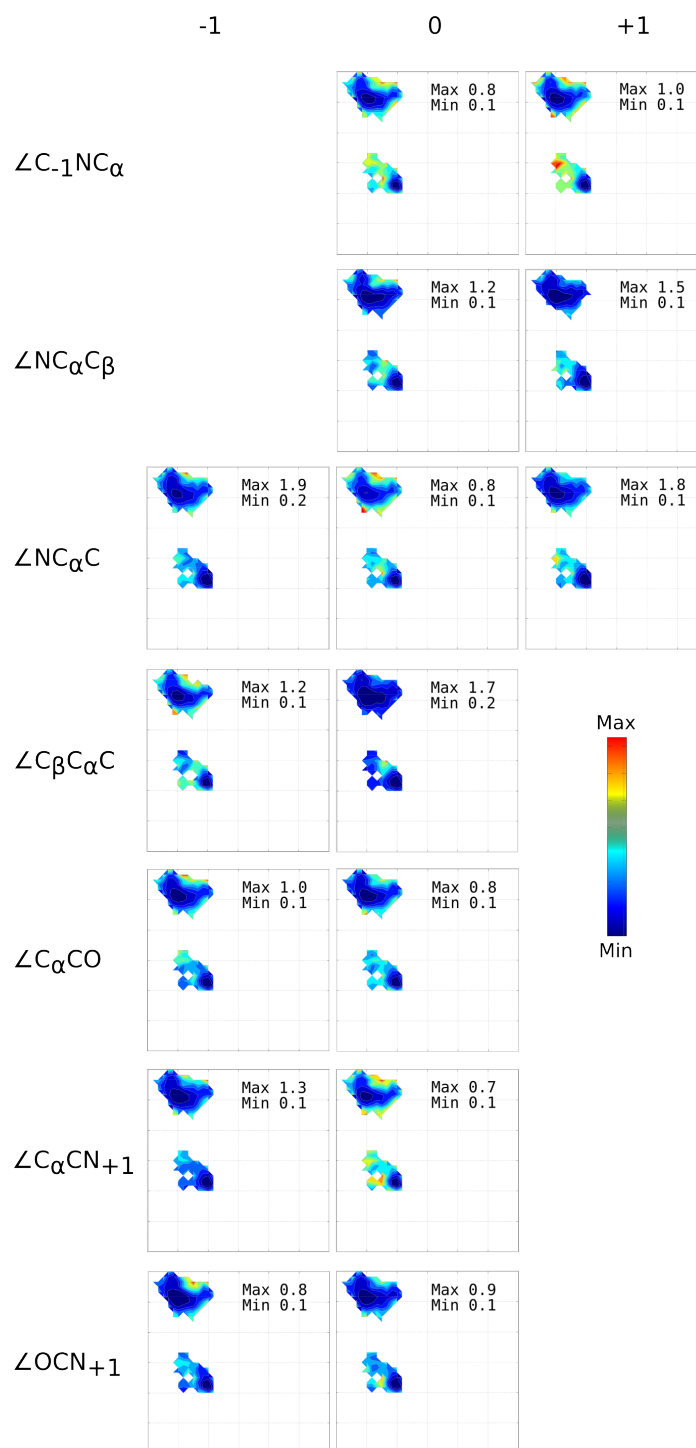 -1 0 +1
Max 0.8 Max 1.0
Min 0.1 Min 0.1
∠C-1NCα
Max 1.2 Max 1.5
Min 0.1 Min 0.1
∠NCαCβ
Max 1.9 Max 0.8 Max 1.8
Min 0.2 Min 0.1 Min 0.1
∠NCαC
Max 1.2 Max 1.7
Min 0.1 Min 0.2
Max
∠CβCαC
Max 1.0 Max 0.8
Min 0.1 Min 0.1
Min
∠CαCO
Max 1.3 Max 0.7
Min 0.1 Min 0.1
∠CαCN+1
Max 0.8 Max 0.9
Min 0.1 Min 0.1
∠OCN+1